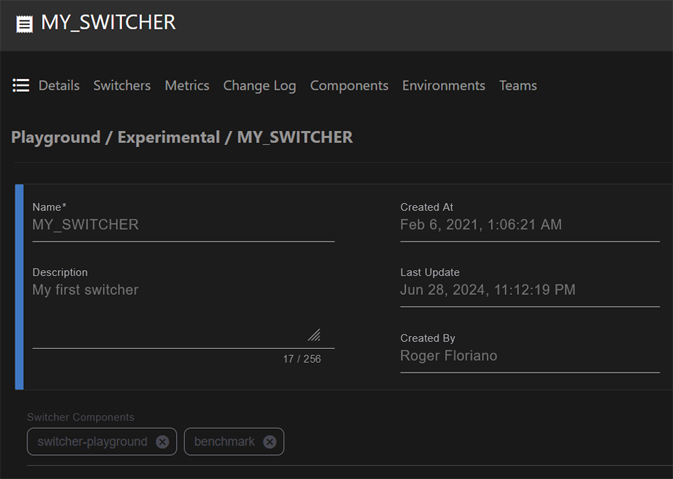 MY_SWITCHER
Details Switchers Metrics Change Log Components Environments Teams
Playground / Experimental / MY_SWITCHER
Name*
MY_SWITCHER
Created At
Feb 6, 2021, 1:06:21 AM
Description
My first switcher
17 / 256
Last Update
Jun 28, 2024, 11:12:19 PM
Created By
Roger Floriano
Switcher Components
switcher-playground benchmark